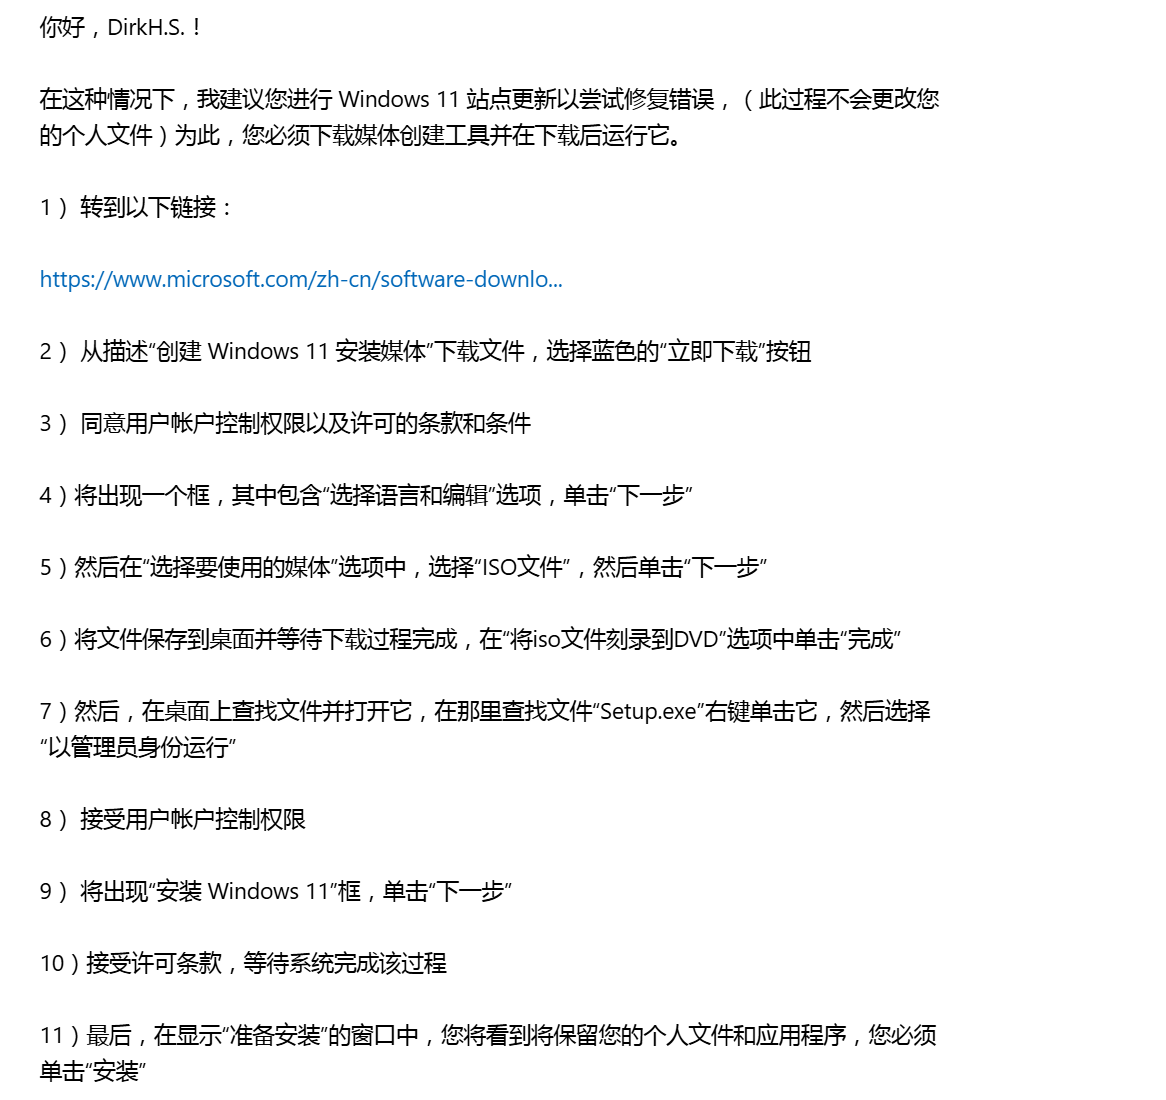 你好，DirkH.S.！
在这种情况下，我建议您进行 Windows 11 站点更新以尝试修复错误，（此过程不会更改您
的个人文件）为此，您必须下载媒体创建工具并在下载后运行它。
1） 转到以下链接：
https://www.microsoft.com/zh-cn/software-downlo...
2） 从描述“创建 Windows 11 安装媒体”下载文件，选择蓝色的“立即下载”按钮
3） 同意用户帐户控制权限以及许可的条款和条件
4）将出现一个框，其中包含“选择语言和编辑”选项，单击“下一步”
5）然后在“选择要使用的媒体”选项中，选择“ISO文件”，然后单击“下一步”
6）将文件保存到桌面并等待下载过程完成，在“将iso文件刻录到DVD”选项中单击“完成”
7）然后，在桌面上查找文件并打开它，在那里查找文件“Setup.exe”右键单击它，然后选择
“以管理员身份运行”
8） 接受用户帐户控制权限
9） 将出现“安装 Windows 11”框，单击“下一步”
10）接受许可条款，等待系统完成该过程
11）最后，在显示“准备安装”的窗口中，您将看到将保留您的个人文件和应用程序，您必须
单击“安装”